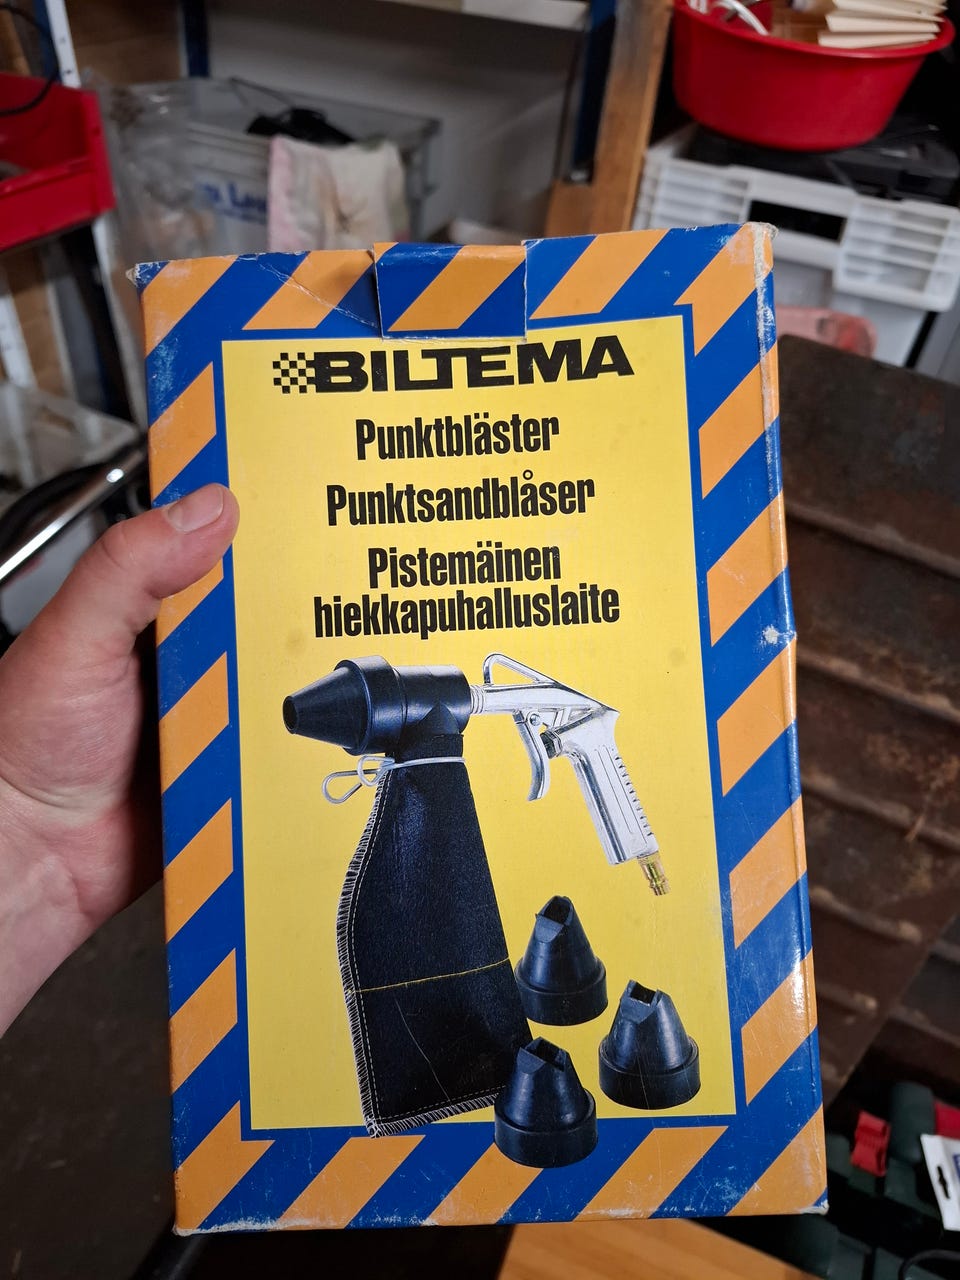 BILTEMA
Punktbläster
Punktsandblåser
Pistemäinen
hiekkapuhalluslaite